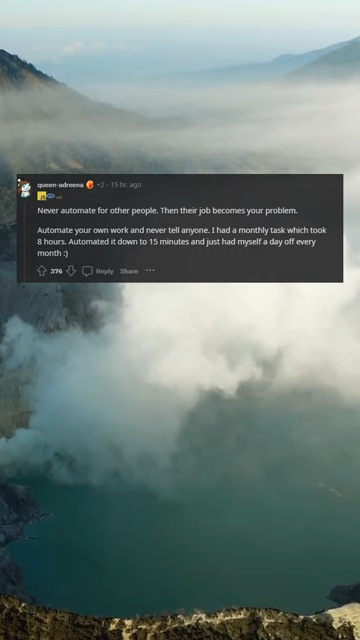 queen-adreena +2 · 15 hr. ago
Never automate for other people. Then their job becomes your problem.
Automate your own work and never tell anyone. I had a monthly task which took
8 hours. Automated it down to 15 minutes and just had myself a day off every
month :)
376 Reply Share ···